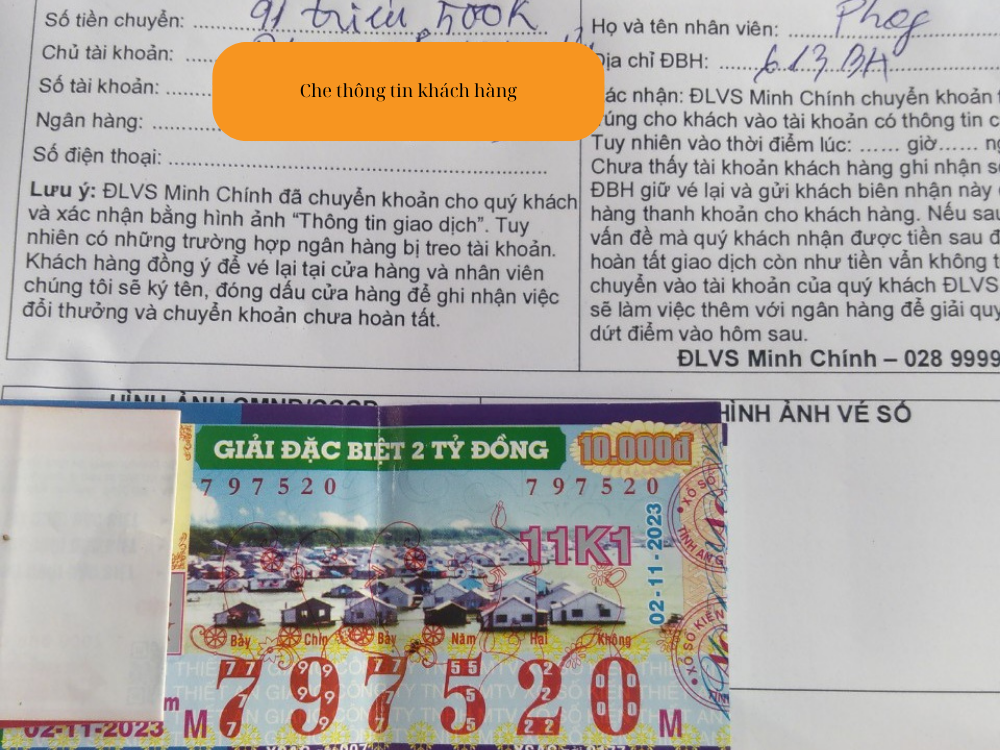 Số tiền chuyển: 91 triệu 500K
Chủ tài khoản:
Số tài khoản:
Ngân hàng:
Số điện thoại:
Che thông tin khách hàng
Lưu ý: ĐLVS Minh Chính đã chuyển khoản cho quý khách
và xác nhận bằng hình ảnh “Thông tin giao dịch”. Tuy
nhiên có những trường hợp ngân hàng bị treo tài khoản.
Khách hàng đồng ý để vé lại tại cửa hàng và nhân viên
chúng tôi sẽ ký tên, đóng dấu cửa hàng để ghi nhận việc
đổi thưởng và chuyển khoản chưa hoàn tất.
Họ và tên nhân viên:
Địa chỉ ĐBH: 613 BH
nhận: ĐLVS Minh Chính chuyển khoản
cho khách vào tài khoản có thông tin
Tuy nhiên vào thời điểm lúc: ...... giờ......
Chưa thấy tài khoản khách hàng ghi nhận
ĐBH giữ vé lại và gửi khách biên nhận này
hàng thanh khoản cho khách hàng. Nếu sau
vấn đề mà quý khách nhận được tiền sau
hoàn tất giao dịch còn như tiền vẫn không
chuyển vào tài khoản của quý khách ĐLVS
sẽ làm việc thêm với ngân hàng để giải
dứt điểm vào hôm sau.
ĐLVS Minh Chính – 028 9999
HÌNH ẢNH VÉ SỐ
GIẢI ĐẶC BIỆT 2 TỶ ĐỒNG
10.000đ
797520
797520
11K1
02-11-2023
XỔ SỐ
XỔ SỐ KIẾN
Bảy Chín Bảy Năm Hai Không
M 797520 M
02-11-2023